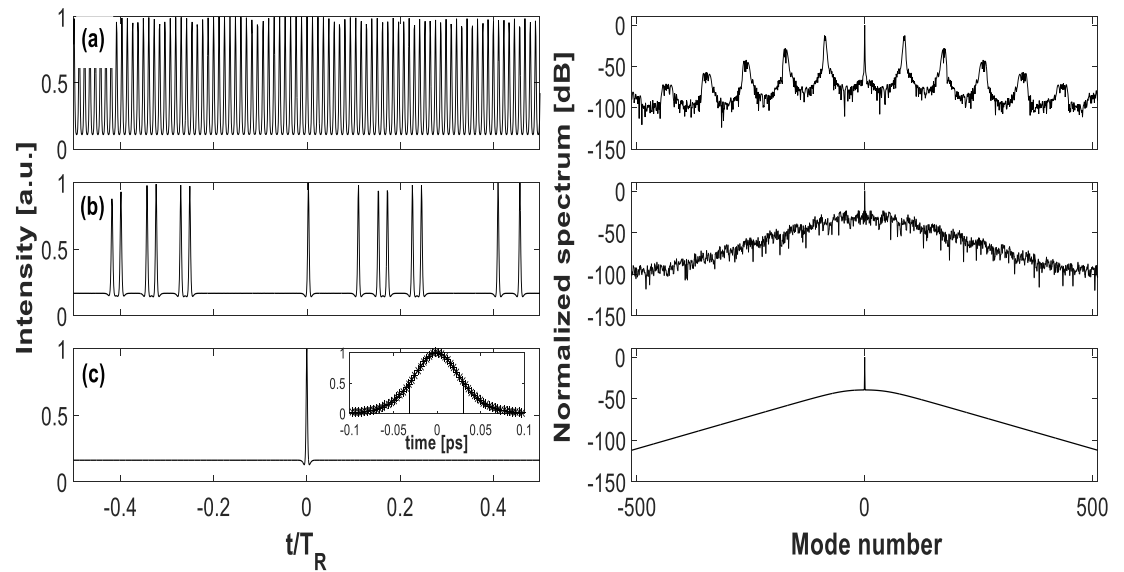 Intensity [a.u.]
(a)
1
0.5
0
(b)
1
0.5
0
(c)
1
0.5
0
1
0.5
0
-0.1 -0.05 0 0.05 0.1
time [ps]
-0.4 -0.2 0 0.2 0.4
t/T_R
Normalized spectrum [dB]
0
-50
-100
-150
0
-50
-100
-150
0
-50
-100
-150
-500 0 500
Mode number